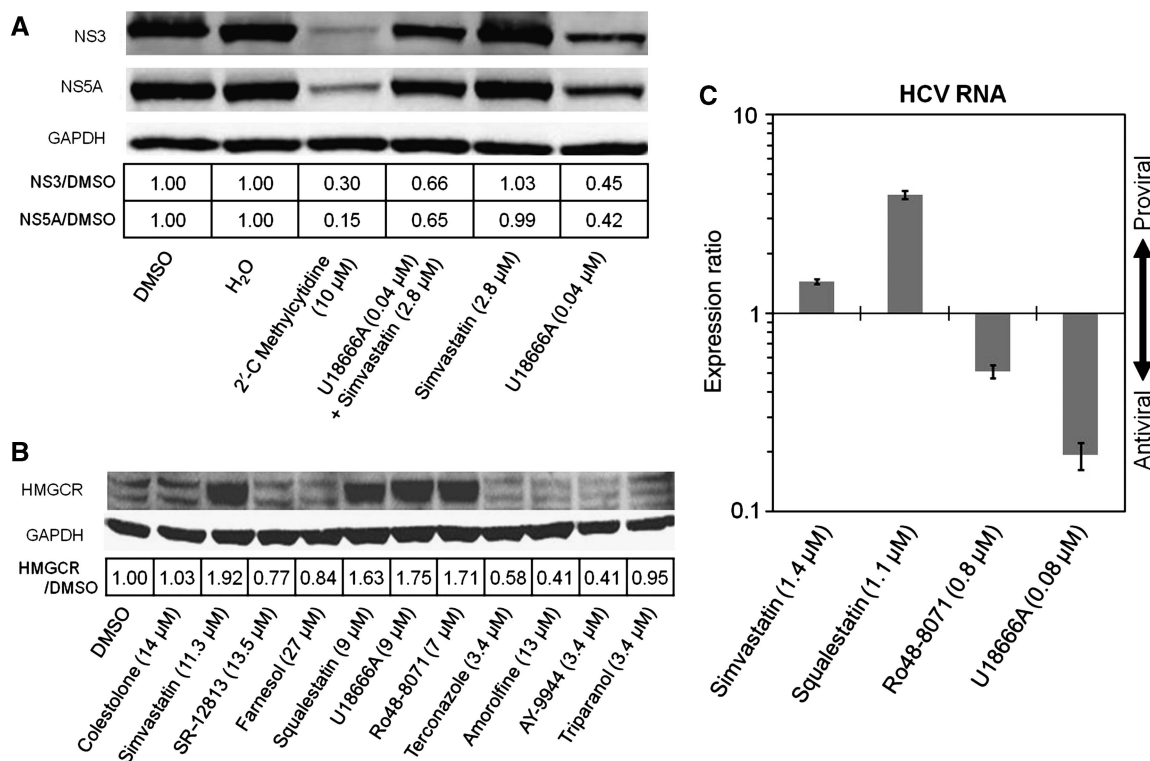 A
NS3
NS5A
GAPDH
NS3/DMSO 1.00 1.00 0.30 0.66 1.03 0.45
NS5A/DMSO 1.00 1.00 0.15 0.65 0.99 0.42
DMSO
H₂O
2′-C Methylcytidine
(10 µM)
U18666A (0.04 µM)
+ Simvastatin (2.8 µM)
Simvastatin (2.8 µM)
U18666A (0.04 µM)
B
HMGCR
GAPDH
HMGCR
/DMSO
1.00 1.03 1.92 0.77 0.84 1.63 1.75 1.71 0.58 0.41 0.41 0.95
DMSO
Colestolone (14 µM)
Simvastatin (11.3 µM)
SR-12813 (13.5 µM)
Farnesol (27 µM)
Squalestatin (9 µM)
U18666A (9 µM)
Ro48-8071 (7 µM)
Terconazole (3.4 µM)
Amorolfine (13 µM)
AY-9944 (3.4 µM)
Triparanol (3.4 µM)
C
HCV RNA
10
1
0.1
Expression ratio
Proviral
Antiviral
Simvastatin (1.4 µM)
Squalestatin (1.1 µM)
Ro48-8071 (0.8 µM)
U18666A (0.08 µM)